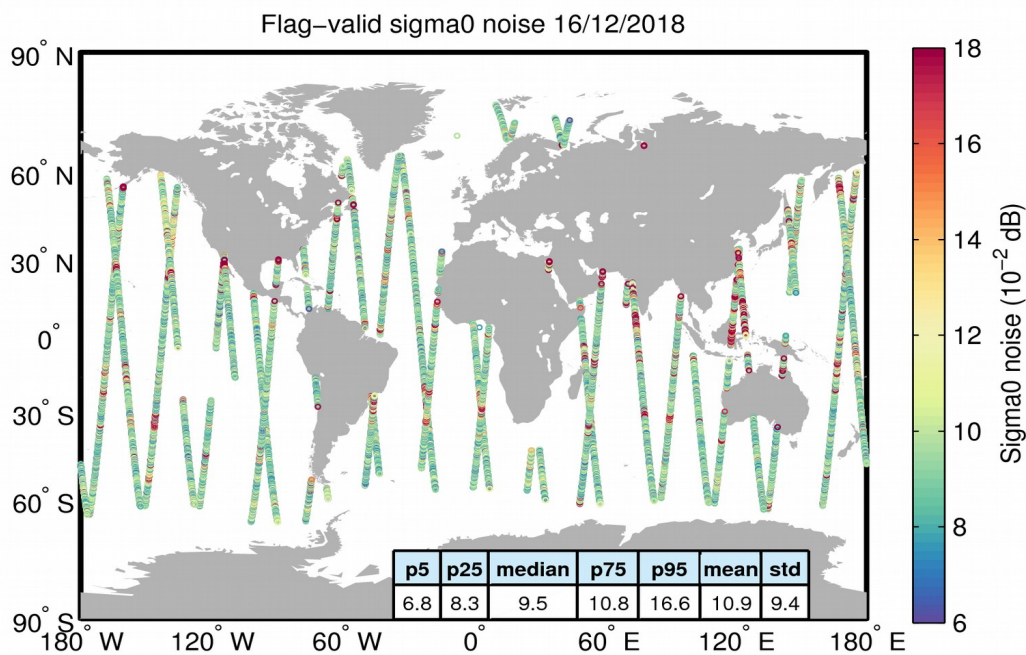 Flag−valid sigma0 noise 16/12/2018
90° N
60° N
30° N
0°
30° S
60° S
90° S
180° W
120° W
60° W
0°
60° E
120° E
180° E
p5 p25 median p75 p95 mean std
6.8 8.3 9.5 10.8 16.6 10.9 9.4
18
16
14
12
10
8
6
Sigma0 noise (10⁻² dB)